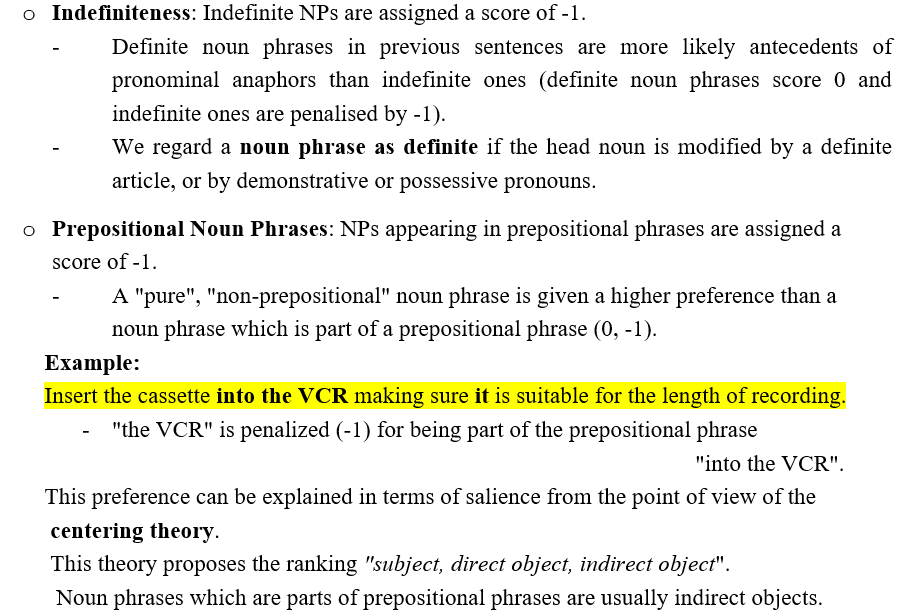 o Indefiniteness: Indefinite NPs are assigned a score of -1.
- Definite noun phrases in previous sentences are more likely antecedents of
pronominal anaphors than indefinite ones (definite noun phrases score 0 and
indefinite ones are penalised by -1).
- We regard a noun phrase as definite if the head noun is modified by a definite
article, or by demonstrative or possessive pronouns.
o Prepositional Noun Phrases: NPs appearing in prepositional phrases are assigned a
score of -1.
- A "pure", "non-prepositional" noun phrase is given a higher preference than a
noun phrase which is part of a prepositional phrase (0, -1).
Example:
Insert the cassette into the VCR making sure it is suitable for the length of recording.
- "the VCR" is penalized (-1) for being part of the prepositional phrase
"into the VCR".
This preference can be explained in terms of salience from the point of view of the
centering theory.
This theory proposes the ranking "subject, direct object, indirect object".
Noun phrases which are parts of prepositional phrases are usually indirect objects.